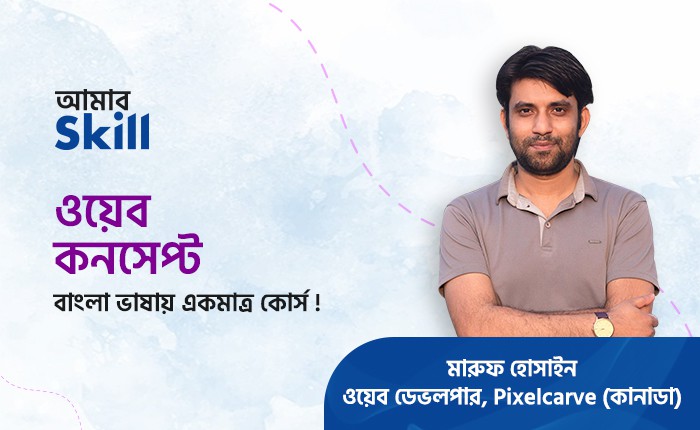 আমার
Skill
ওয়েব
কনসেপ্ট
বাংলা ভাষায় একমাত্র কোর্স !
মারুফ হোসাইন
ওয়েব ডেভলপার, Pixelcarve (কানাডা)